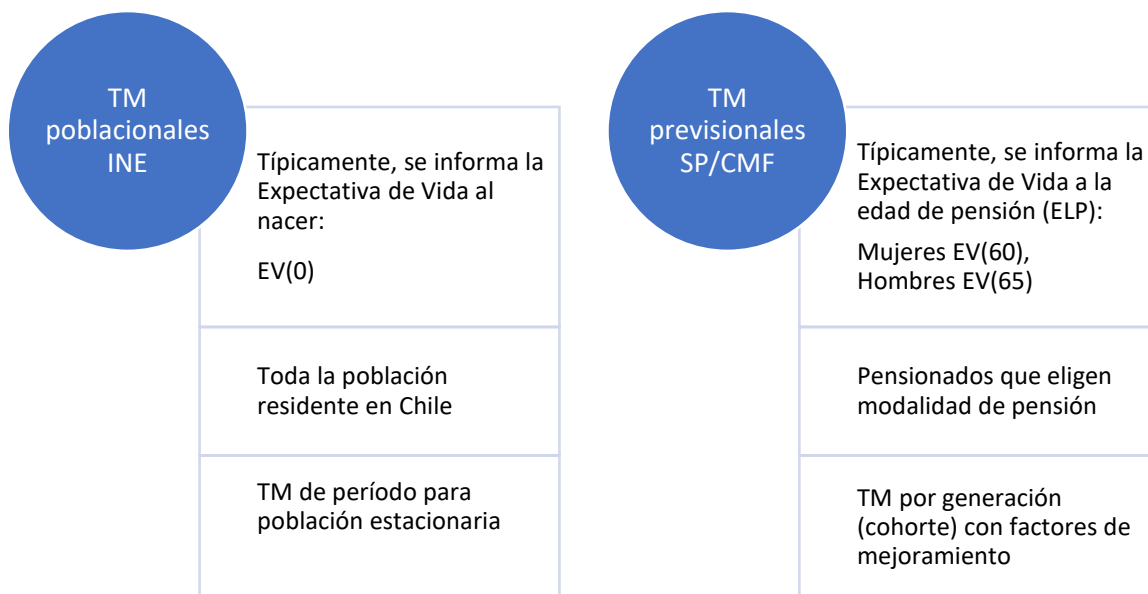 TM
poblacionales
INE
Típicamente, se informa la
Expectativa de Vida al
nacer:
EV(0)
Toda la población
residente en Chile
TM de período para
población estacionaria
TM
previsionales
SP/CMF
Típicamente, se informa la
Expectativa de Vida a la
edad de pensión (ELP):
Mujeres EV(60),
Hombres EV(65)
Pensionados que eligen
modalidad de pensión
TM por generación
(cohorte) con factores de
mejoramiento